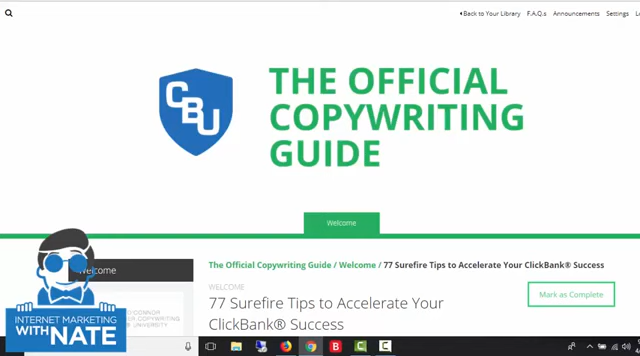 Back to Your Library F.A.Q.s Announcements Settings
CBU
THE OFFICIAL
COPYWRITING
GUIDE
Welcome
The Official Copywriting Guide / Welcome / 77 Surefire Tips to Accelerate Your ClickBank® Success
Welcome
WELCOME
77 Surefire Tips to Accelerate Your
ClickBank® Success
Mark as Complete
COPYWRITING
UNIVERSITY
INTERNET MARKETING
WITH NATE